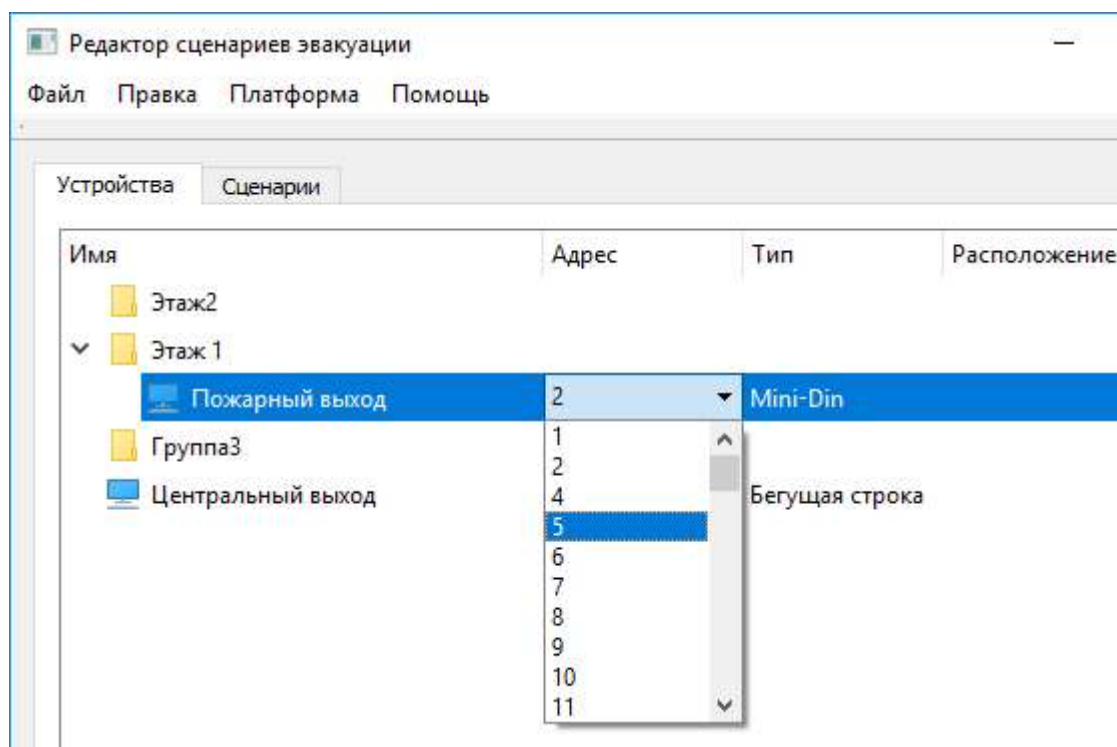 Редактор сценариев эвакуации
Файл Правка Платформа Помощь
Устройства Сценарии
Имя Адрес Тип Расположение
Этаж2
Этаж 1
Пожарный выход 2 Mini-Din
1
Группа3
2
4
Центральный выход Бегущая строка
5
6
7
8
9
10
11